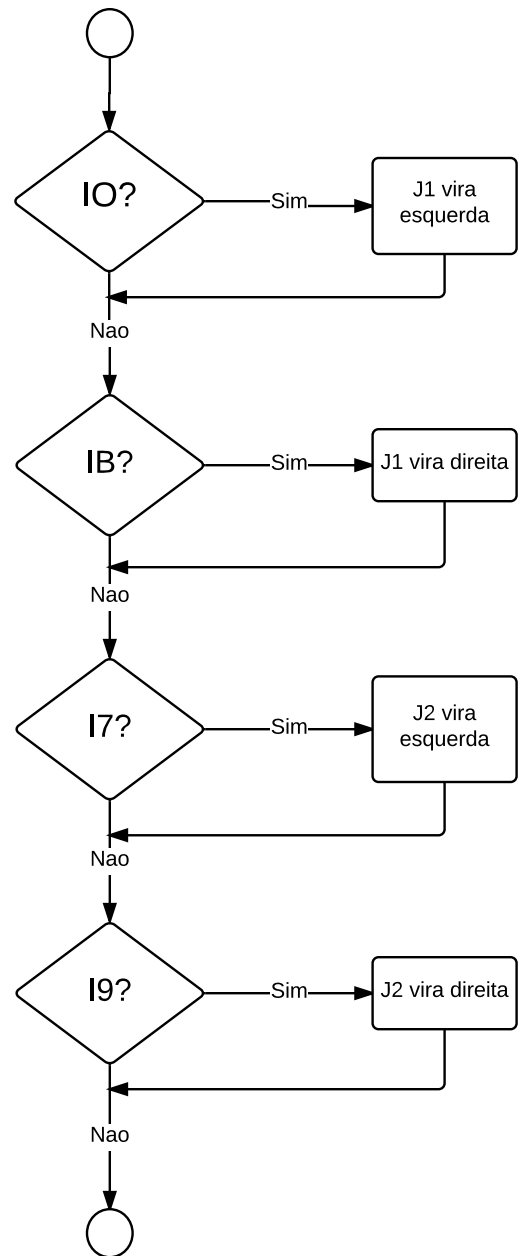 IO?
Sim
J1 vira
esquerda
Nao
IB?
Sim
J1 vira direita
Nao
I7?
Sim
J2 vira
esquerda
Nao
I9?
Sim
J2 vira direita
Nao